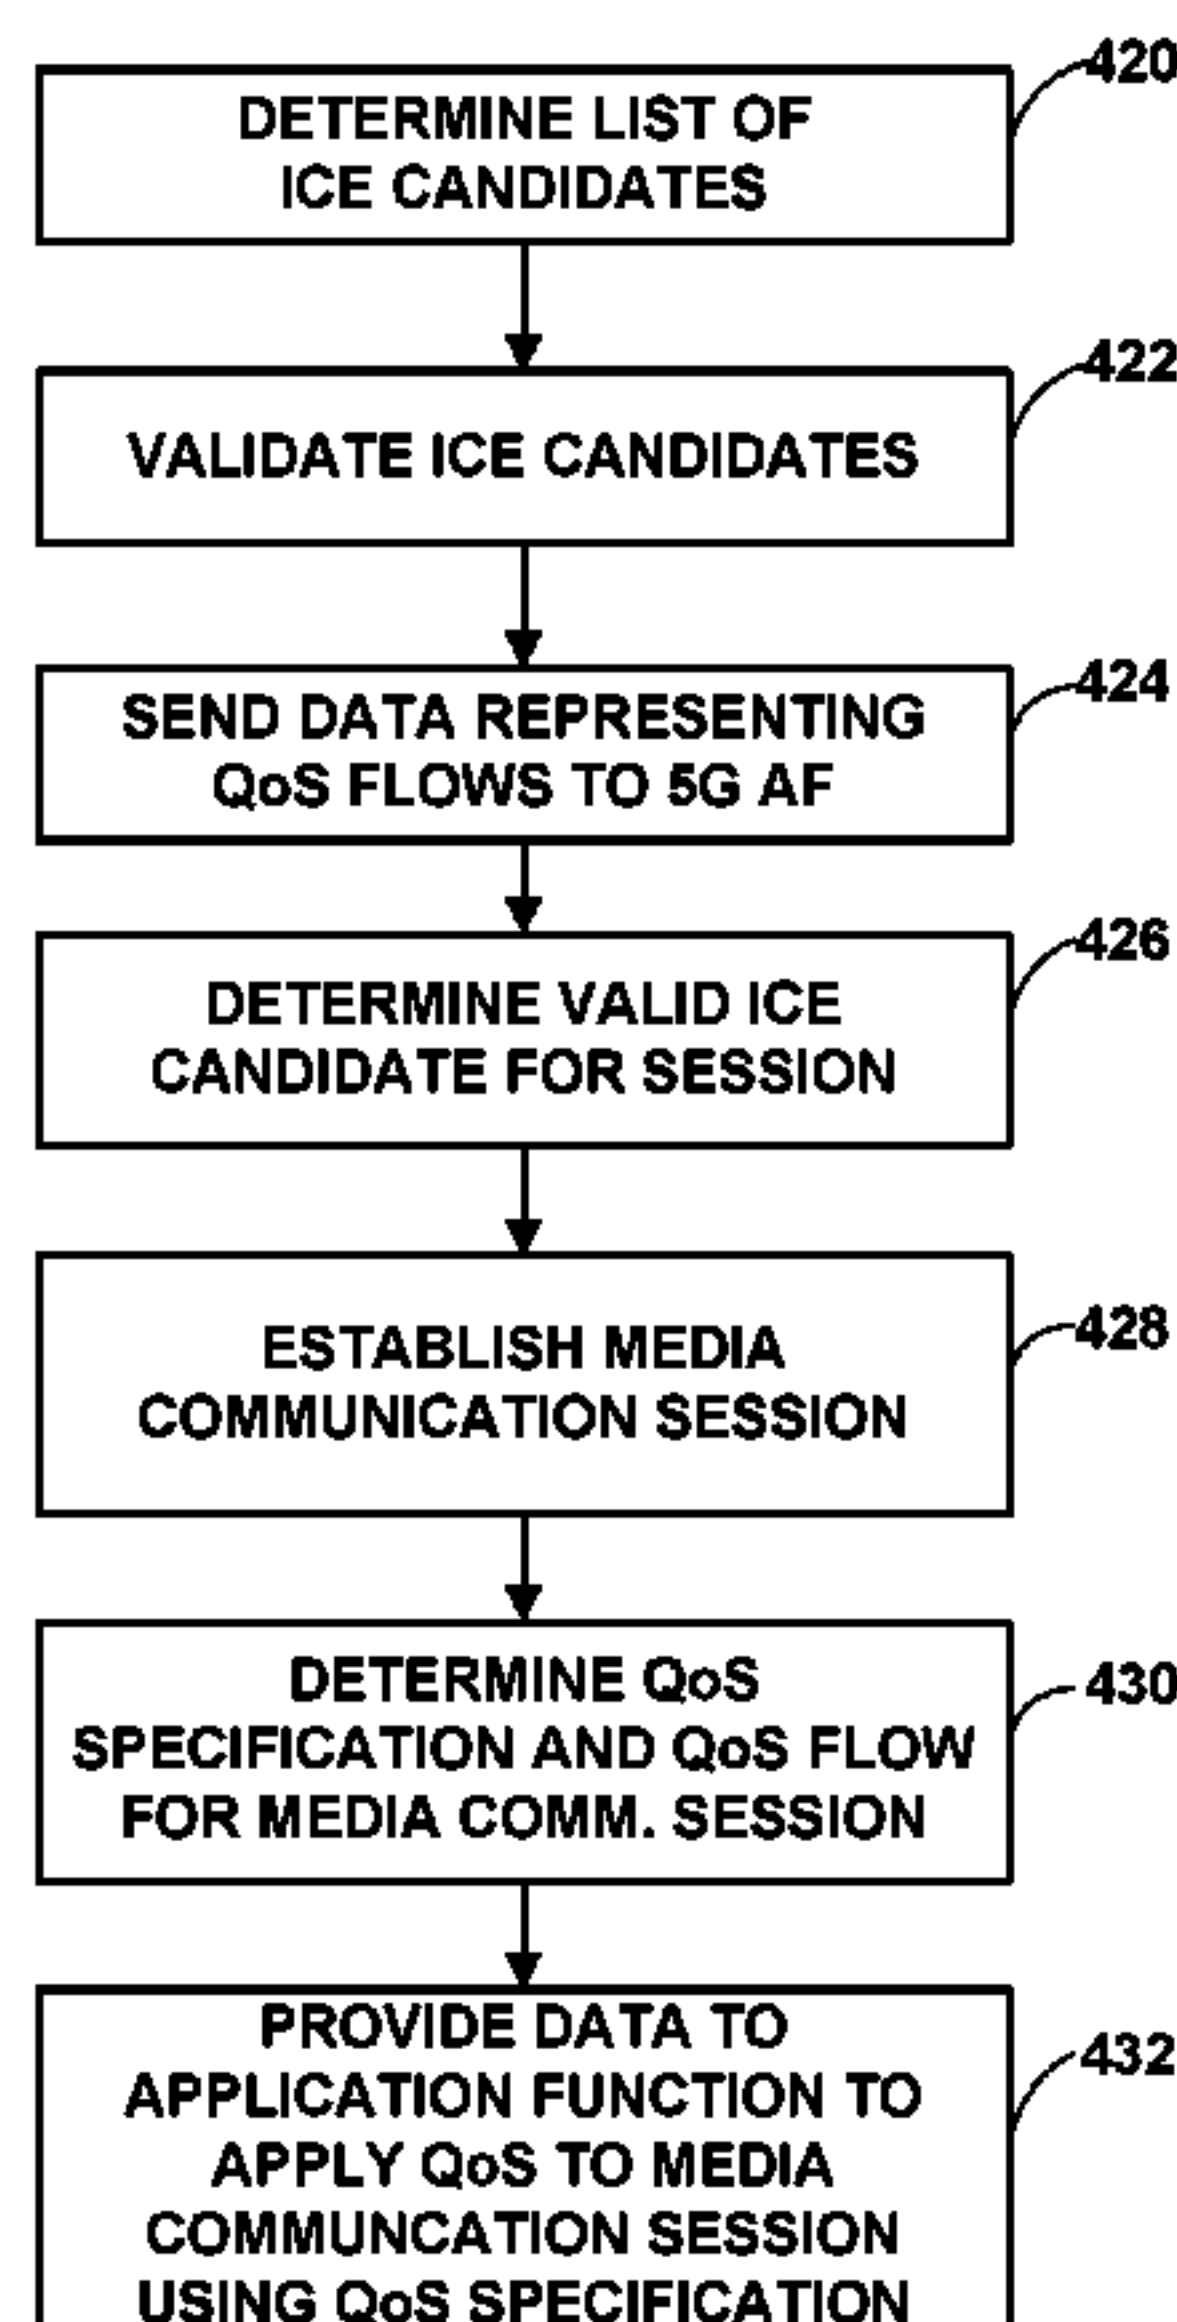 420
DETERMINE LIST OF
ICE CANDIDATES
422
VALIDATE ICE CANDIDATES
424
SEND DATA REPRESENTING
QoS FLOWS TO 5G AF
426
DETERMINE VALID ICE
CANDIDATE FOR SESSION
428
ESTABLISH MEDIA
COMMUNICATION SESSION
430
DETERMINE QoS
SPECIFICATION AND QoS FLOW
FOR MEDIA COMM. SESSION
432
PROVIDE DATA TO
APPLICATION FUNCTION TO
APPLY QoS TO MEDIA
COMMUNCATION SESSION
USING QoS SPECIFICATION